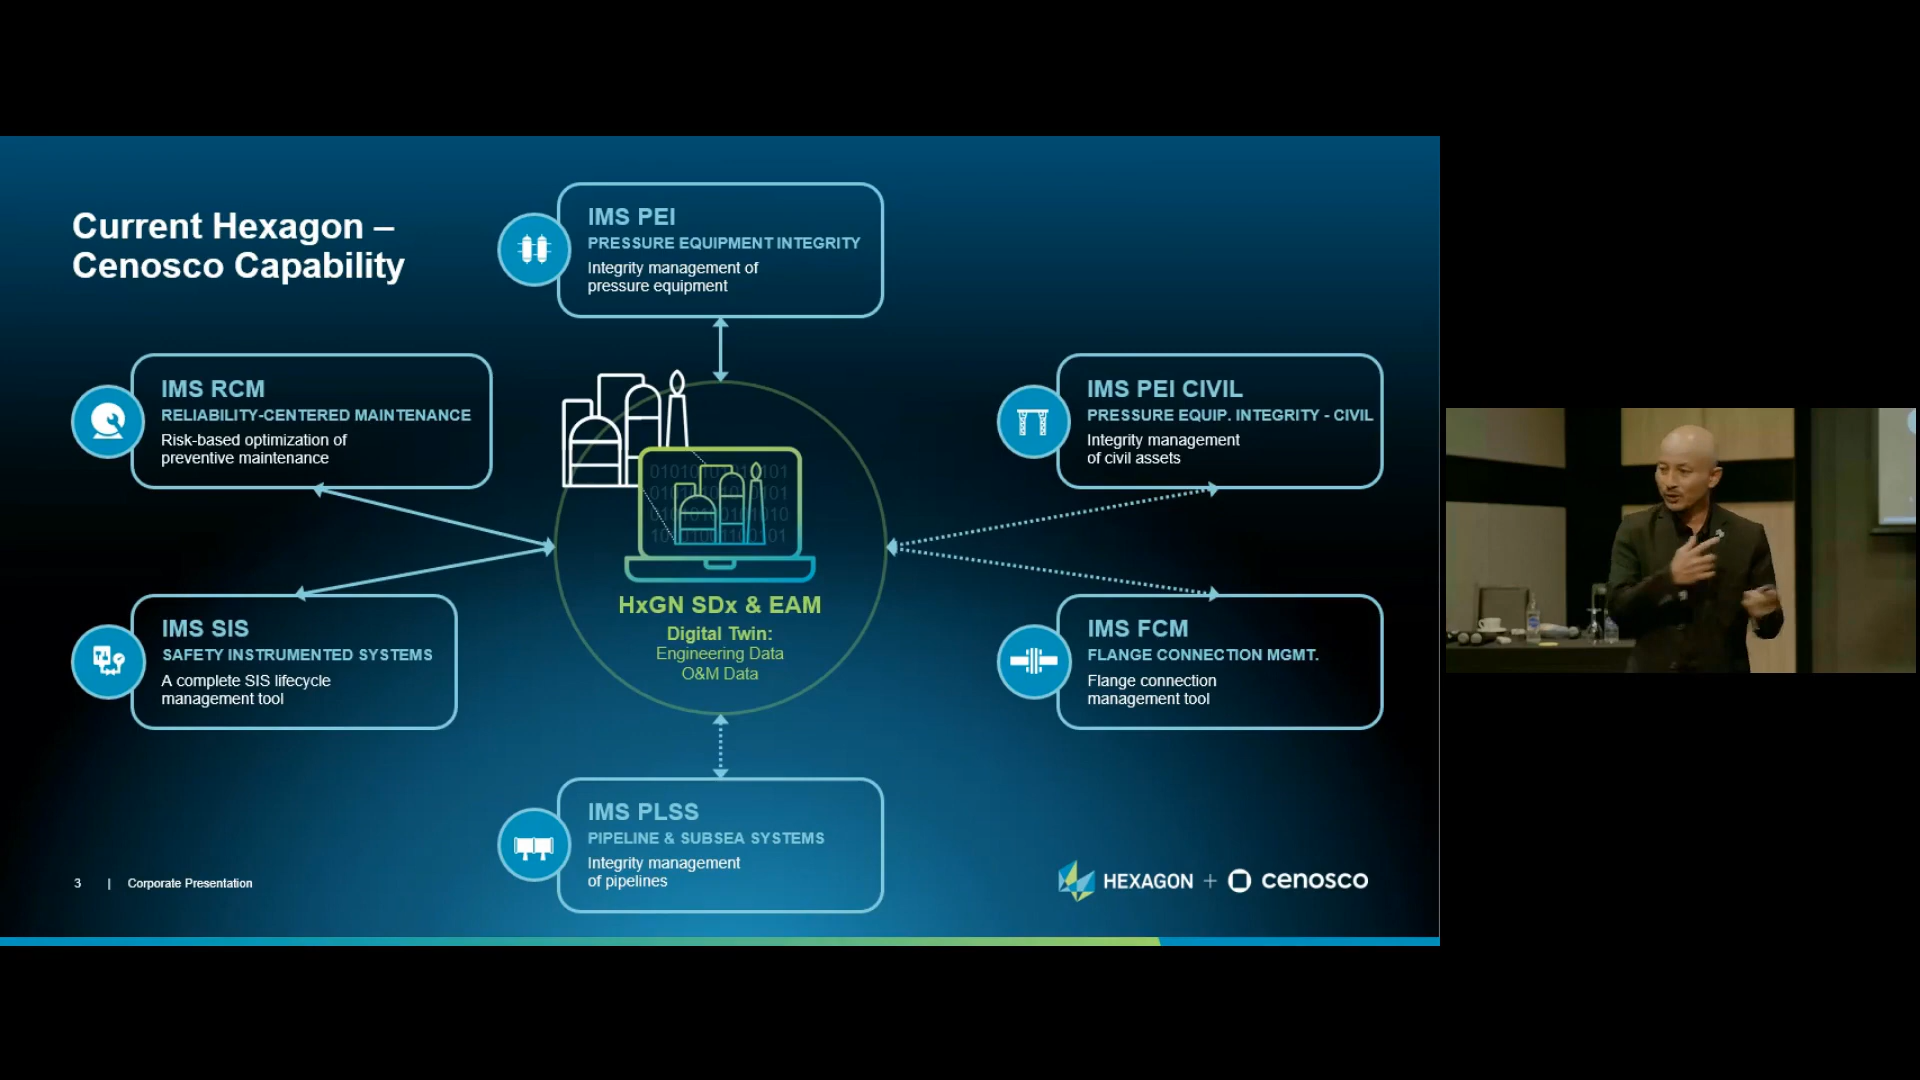 Current Hexagon –
Cenosco Capability
IMS PEI
PRESSURE EQUIPMENT INTEGRITY
Integrity management of
pressure equipment
IMS RCM
RELIABILITY-CENTERED MAINTENANCE
Risk-based optimization of
preventive maintenance
IMS PEI CIVIL
PRESSURE EQUIP. INTEGRITY - CIVIL
Integrity management
of civil assets
HxGN SDx & EAM
Digital Twin:
Engineering Data
O&M Data
IMS SIS
SAFETY INSTRUMENTED SYSTEMS
A complete SIS lifecycle
management tool
IMS FCM
FLANGE CONNECTION MGMT.
Flange connection
management tool
IMS PLSS
PIPELINE & SUBSEA SYSTEMS
Integrity management
of pipelines
3 | Corporate Presentation
HEXAGON + cenosco